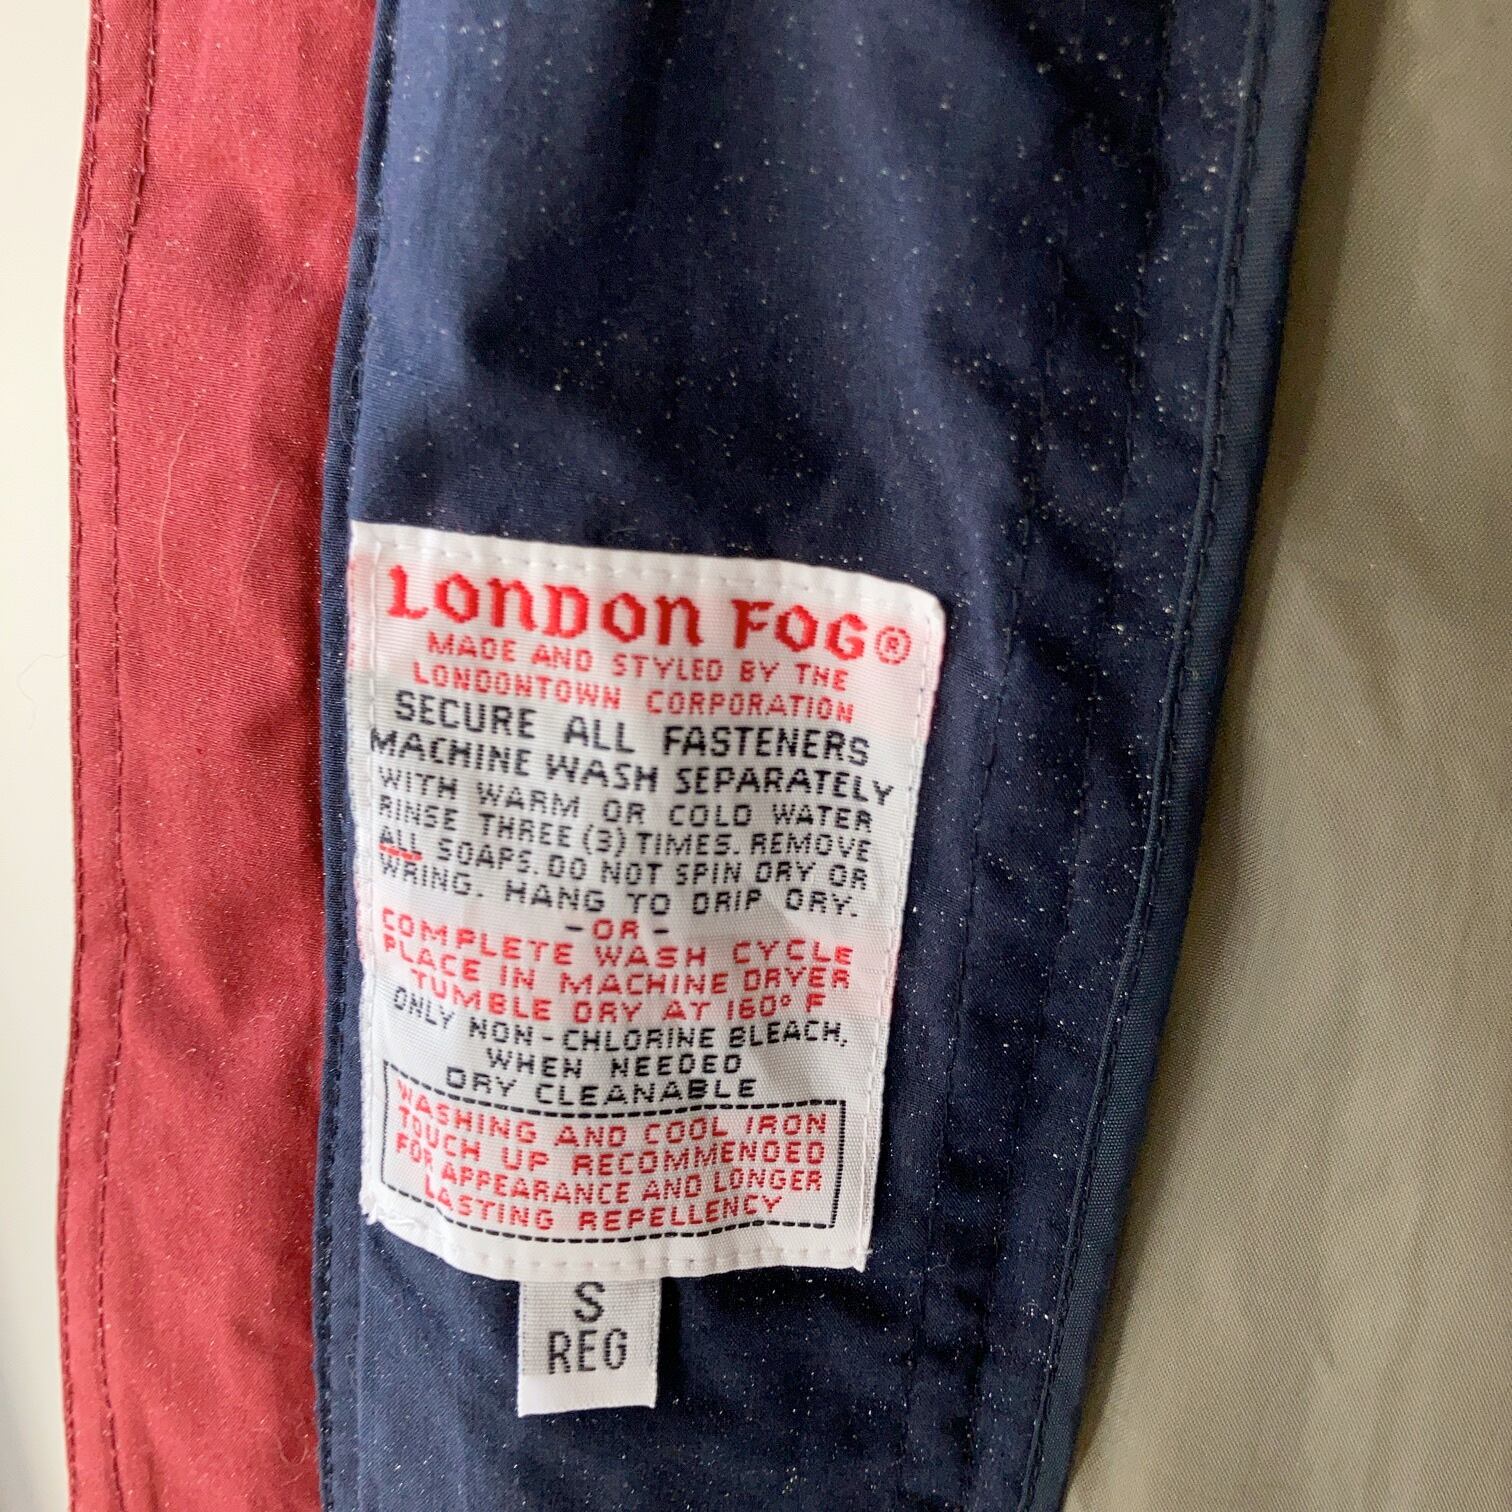 LONDON FOG®
MADE AND STYLED BY THE
LONDONTOWN CORPORATION
SECURE ALL FASTENERS
MACHINE WASH SEPARATELY
WITH WARM OR COLD WATER
RINSE THREE (3) TIMES. REMOVE
ALL SOAPS. DO NOT SPIN DRY OR
WRING. HANG TO DRIP DRY.
-OR-
COMPLETE WASH CYCLE
PLACE IN MACHINE DRYER
TUMBLE DRY AT 160° F
ONLY NON-CHLORINE BLEACH,
WHEN NEEDED
DRY CLEANABLE
WASHING AND COOL IRON
TOUCH UP RECOMMENDED
FOR APPEARANCE AND LONGER
LASTING REPELLENCY
S
REG